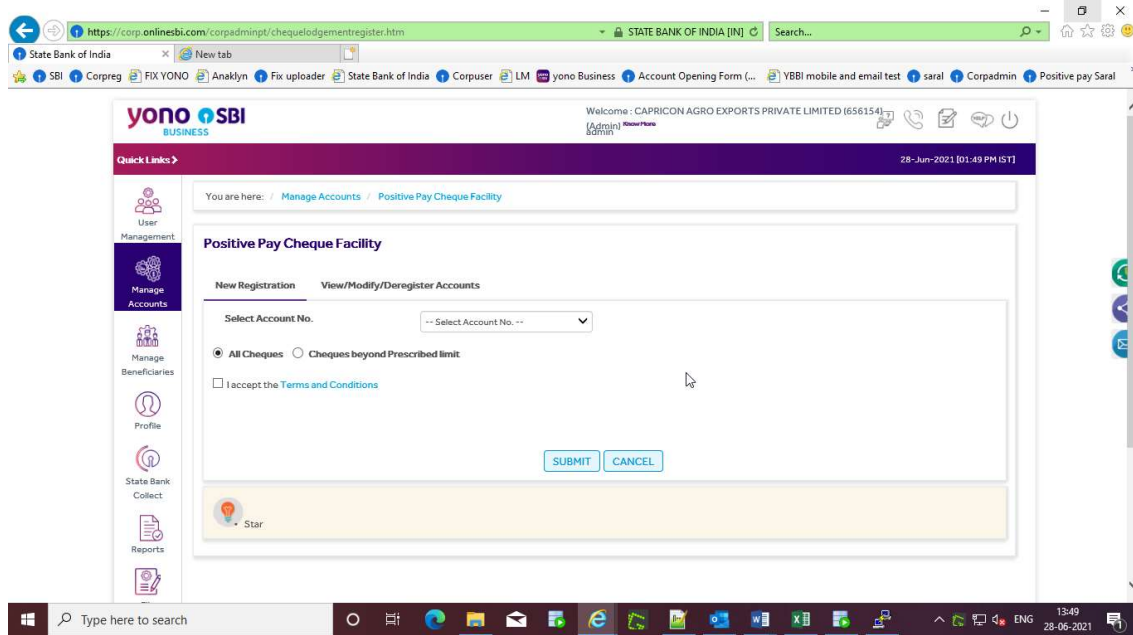 https://corp.onlinesbi.com/corpadminpt/chequelodgementregister.htm
STATE BANK OF INDIA [IN]
Search...
State Bank of India
New tab
SBI Corpreg FIX YONO Anaklyn Fix uploader State Bank of India Corpuser LM yono Business Account Opening Form (... YBBI mobile and email test saral Corpadmin Positive pay Saral
yono SBI
BUSINESS
Welcome : CAPRICON AGRO EXPORTS PRIVATE LIMITED (656154)
(Admin) Know More
admin
Quick Links >
28-Jun-2021 [01:49 PM IST]
You are here: / Manage Accounts / Positive Pay Cheque Facility
User
Management
Manage
Accounts
Manage
Beneficiaries
Profile
State Bank
Collect
Reports
Positive Pay Cheque Facility
New Registration View/Modify/Deregister Accounts
Select Account No. -- Select Account No. --
All Cheques Cheques beyond Prescribed limit
I accept the Terms and Conditions
SUBMIT CANCEL
Star
Type here to search
ENG
13:49
28-06-2021